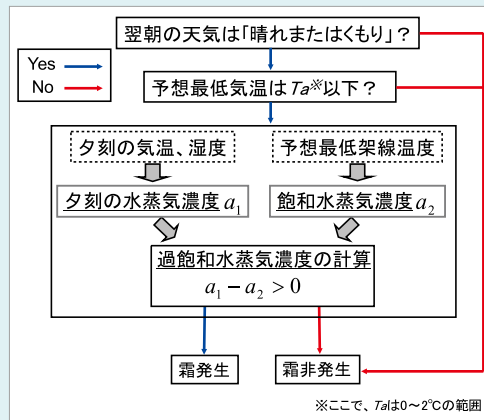 翌朝の天気は「晴れまたはくもり」？
Yes
No
予想最低気温はTa※以下？
夕刻の気温、湿度
予想最低架線温度
夕刻の水蒸気濃度a₁
飽和水蒸気濃度a₂
過飽和水蒸気濃度の計算
a₁ − a₂ > 0
霜発生
霜非発生
※ここで、Taは0～2℃の範囲